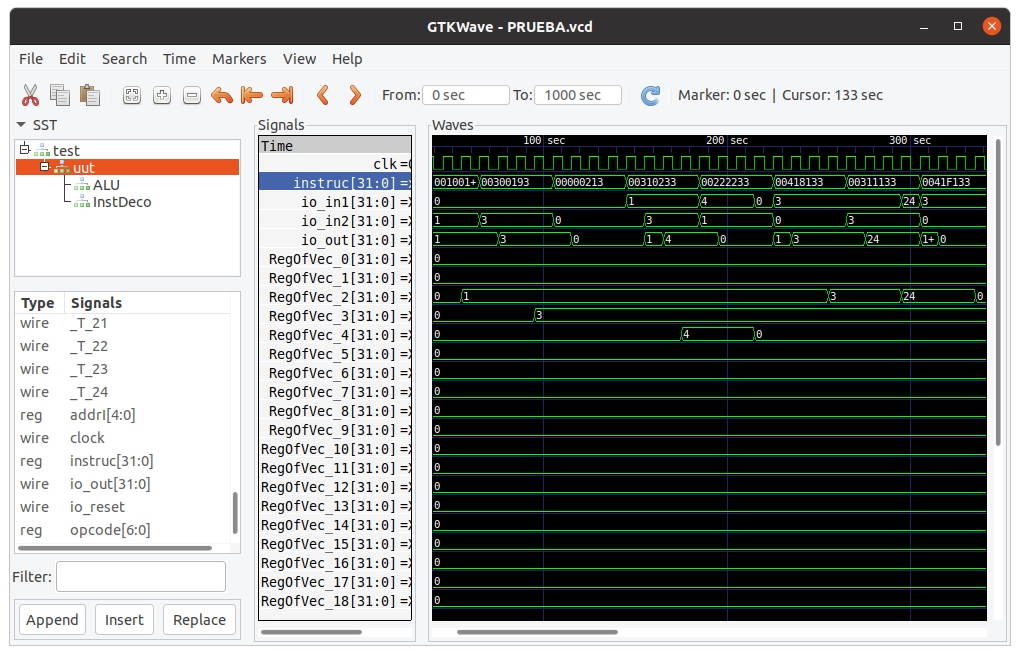 GTKWave - PRUEBA.vcd
File Edit Search Time Markers View Help
From: 0 sec To: 1000 sec Marker: 0 sec | Cursor: 133 sec
SST
test
uut
ALU
InstDeco
Type Signals
wire _T_21
wire _T_22
wire _T_23
wire _T_24
reg addrI[4:0]
wire clock
reg instruc[31:0]
wire io_out[31:0]
wire io_reset
reg opcode[6:0]
Filter:
Append Insert Replace
Signals
Time
clk =
instruc[31:0] =
io_in1[31:0] =
io_in2[31:0] =
io_out[31:0] =
RegOfVec_0[31:0] =
RegOfVec_1[31:0] =
RegOfVec_2[31:0] =
RegOfVec_3[31:0] =
RegOfVec_4[31:0] =
RegOfVec_5[31:0] =
RegOfVec_6[31:0] =
RegOfVec_7[31:0] =
RegOfVec_8[31:0] =
RegOfVec_9[31:0] =
RegOfVec_10[31:0] =
RegOfVec_11[31:0] =
RegOfVec_12[31:0] =
RegOfVec_13[31:0] =
RegOfVec_14[31:0] =
RegOfVec_15[31:0] =
RegOfVec_16[31:0] =
RegOfVec_17[31:0] =
RegOfVec_18[31:0] =
Waves
100 sec 200 sec 300 sec
001001+ 00300193 00000213 00310233 00222233 00418133 00311133 0041F133
0 1 4 0 3 24 3
1 3 0 3 1 0 3 0
1 3 0 1 4 0 1 3 24 1+ 0
0
0
0 1 3 24 0
0 3
0 4 0
0
0
0
0
0
0
0
0
0
0
0
0
0
0